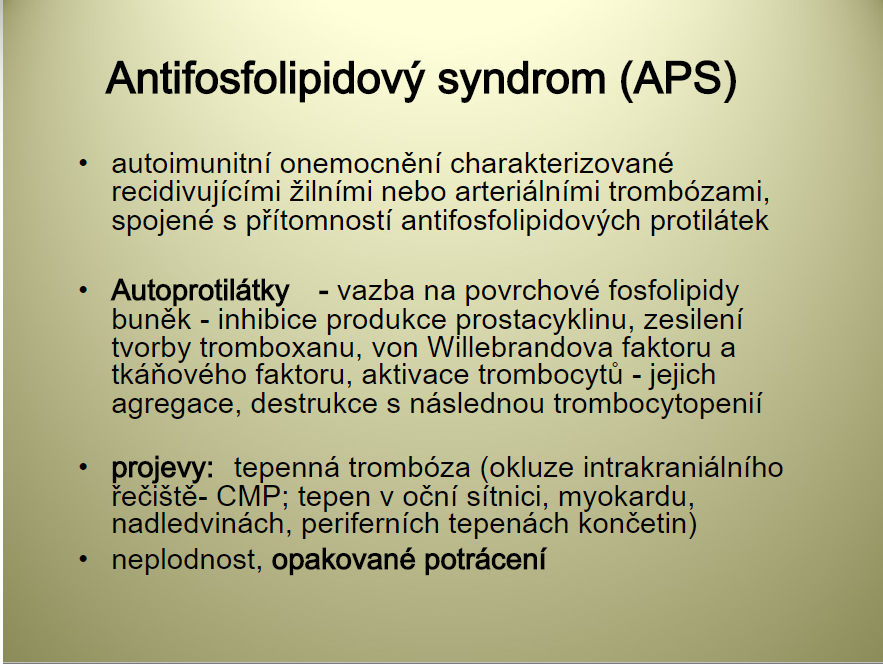 Antifosfolipidový syndrom (APS)
• autoimunitní onemocnění charakterizované
recidivujícími žilními nebo arteriálními trombózami,
spojené s přítomností antifosfolipidových protilátek
• Autoprotilátky - vazba na povrchové fosfolipidy
buněk - inhibice produkce prostacyklinu, zesilení
tvorby tromboxanu, von Willebrandova faktoru a
tkáňového faktoru, aktivace trombocytů - jejich
agregace, destrukce s následnou trombocytopenií
• projevy: tepenná trombóza (okluze intrakraniálního
řečiště- CMP; tepen v oční sítnici, myokardu,
nadledvinách, periferních tepenách končetin)
• neplodnost, opakované potrácení